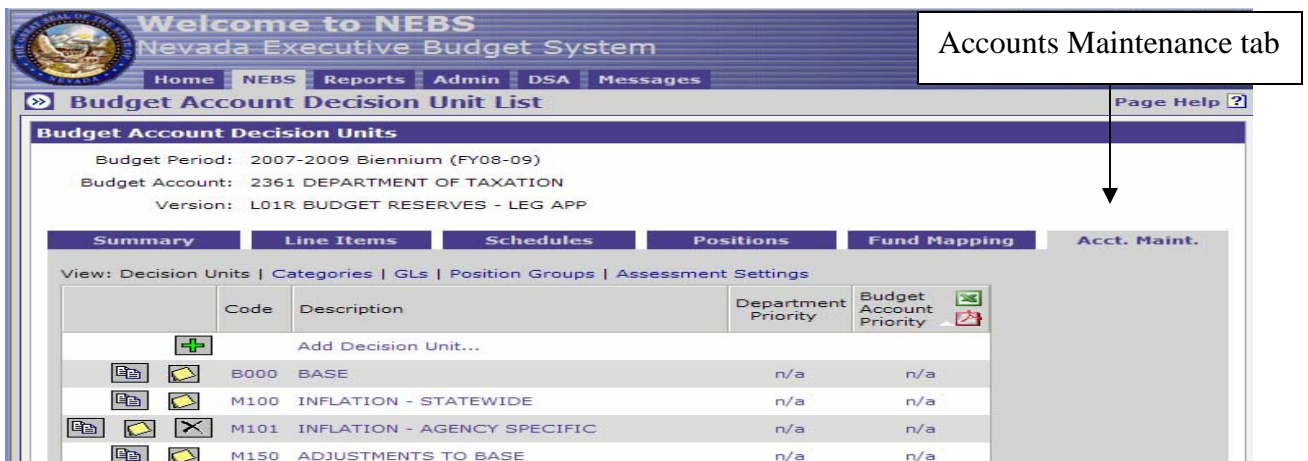 Welcome to NEBS
Nevada Executive Budget System
Accounts Maintenance tab
Home NEBS Reports Admin DSA Messages
Budget Account Decision Unit List
Page Help ?
Budget Account Decision Units
Budget Period: 2007-2009 Biennium (FY08-09)
Budget Account: 2361 DEPARTMENT OF TAXATION
Version: L01R BUDGET RESERVES - LEG APP
Summary Line Items Schedules Positions Fund Mapping Acct. Maint.
View: Decision Units | Categories | GLs | Position Groups | Assessment Settings
Code Description Department Priority Budget Account Priority
Add Decision Unit...
B000 BASE n/a n/a
M100 INFLATION - STATEWIDE n/a n/a
M101 INFLATION - AGENCY SPECIFIC n/a n/a
M150 ADJUSTMENTS TO BASE n/a n/a